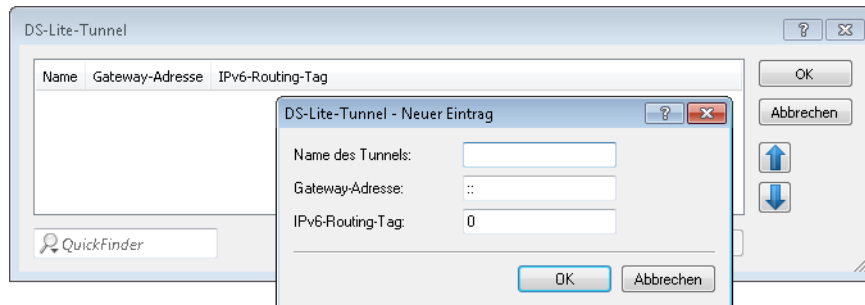 DS-Lite-Tunnel
Name Gateway-Adresse IPv6-Routing-Tag
OK
Abbrechen
DS-Lite-Tunnel - Neuer Eintrag
Name des Tunnels:
Gateway-Adresse: ::
IPv6-Routing-Tag: 0
QuickFinder
OK Abbrechen